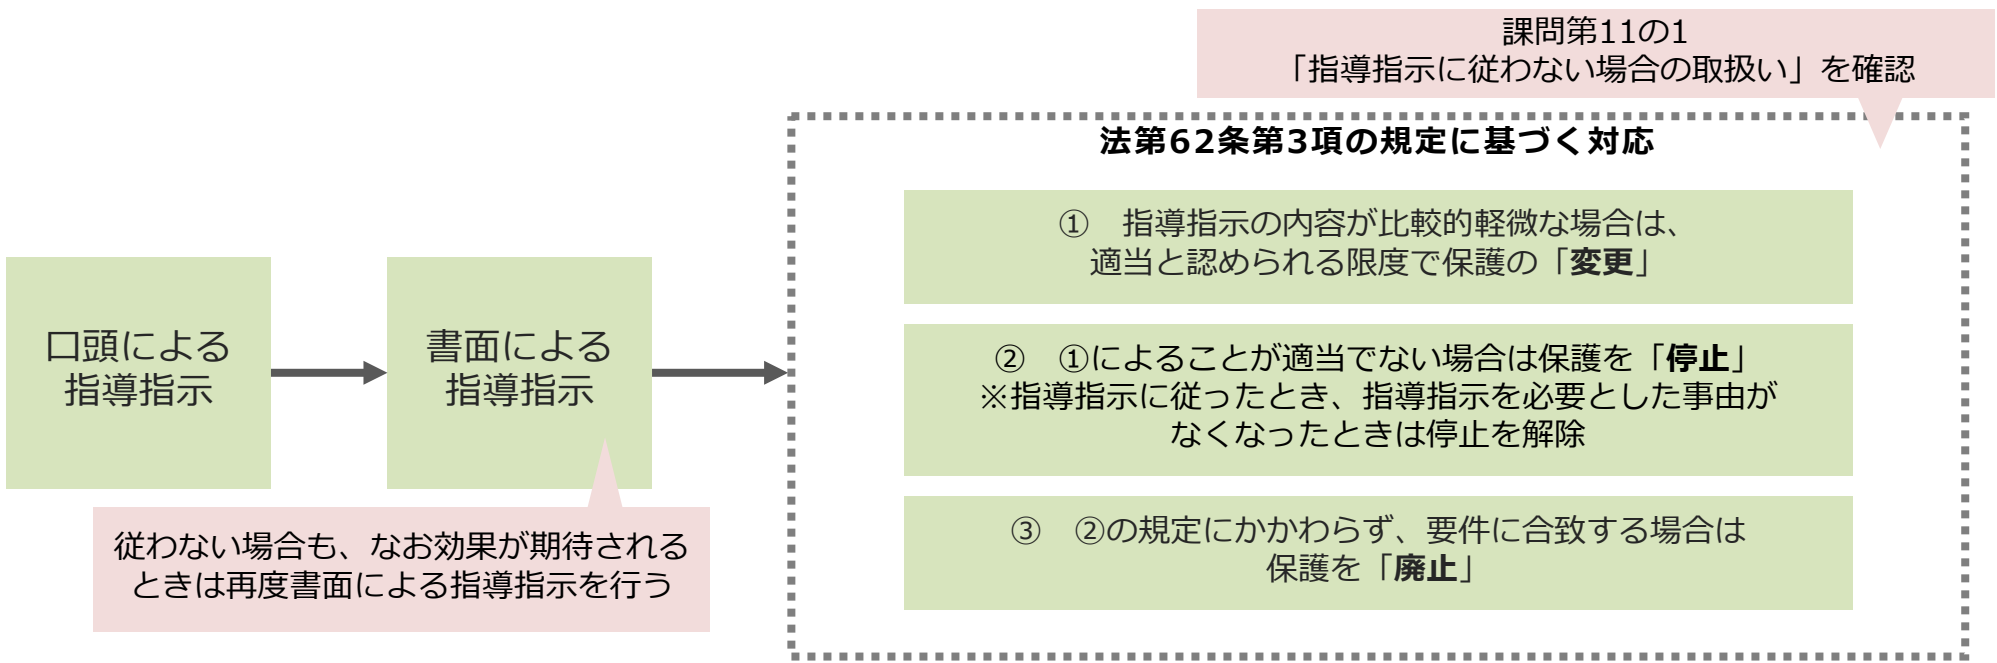 課問第11の1
「指導指示に従わない場合の取扱い」を確認
法第62条第3項の規定に基づく対応
口頭による
指導指示
書面による
指導指示
従わない場合も、なお効果が期待される
ときは再度書面による指導指示を行う
①　指導指示の内容が比較的軽微な場合は、
適当と認められる限度で保護の「変更」
②　①によることが適当でない場合は保護を「停止」
※指導指示に従ったとき、指導指示を必要とした事由が
なくなったときは停止を解除
③　②の規定にかかわらず、要件に合致する場合は
保護を「廃止」